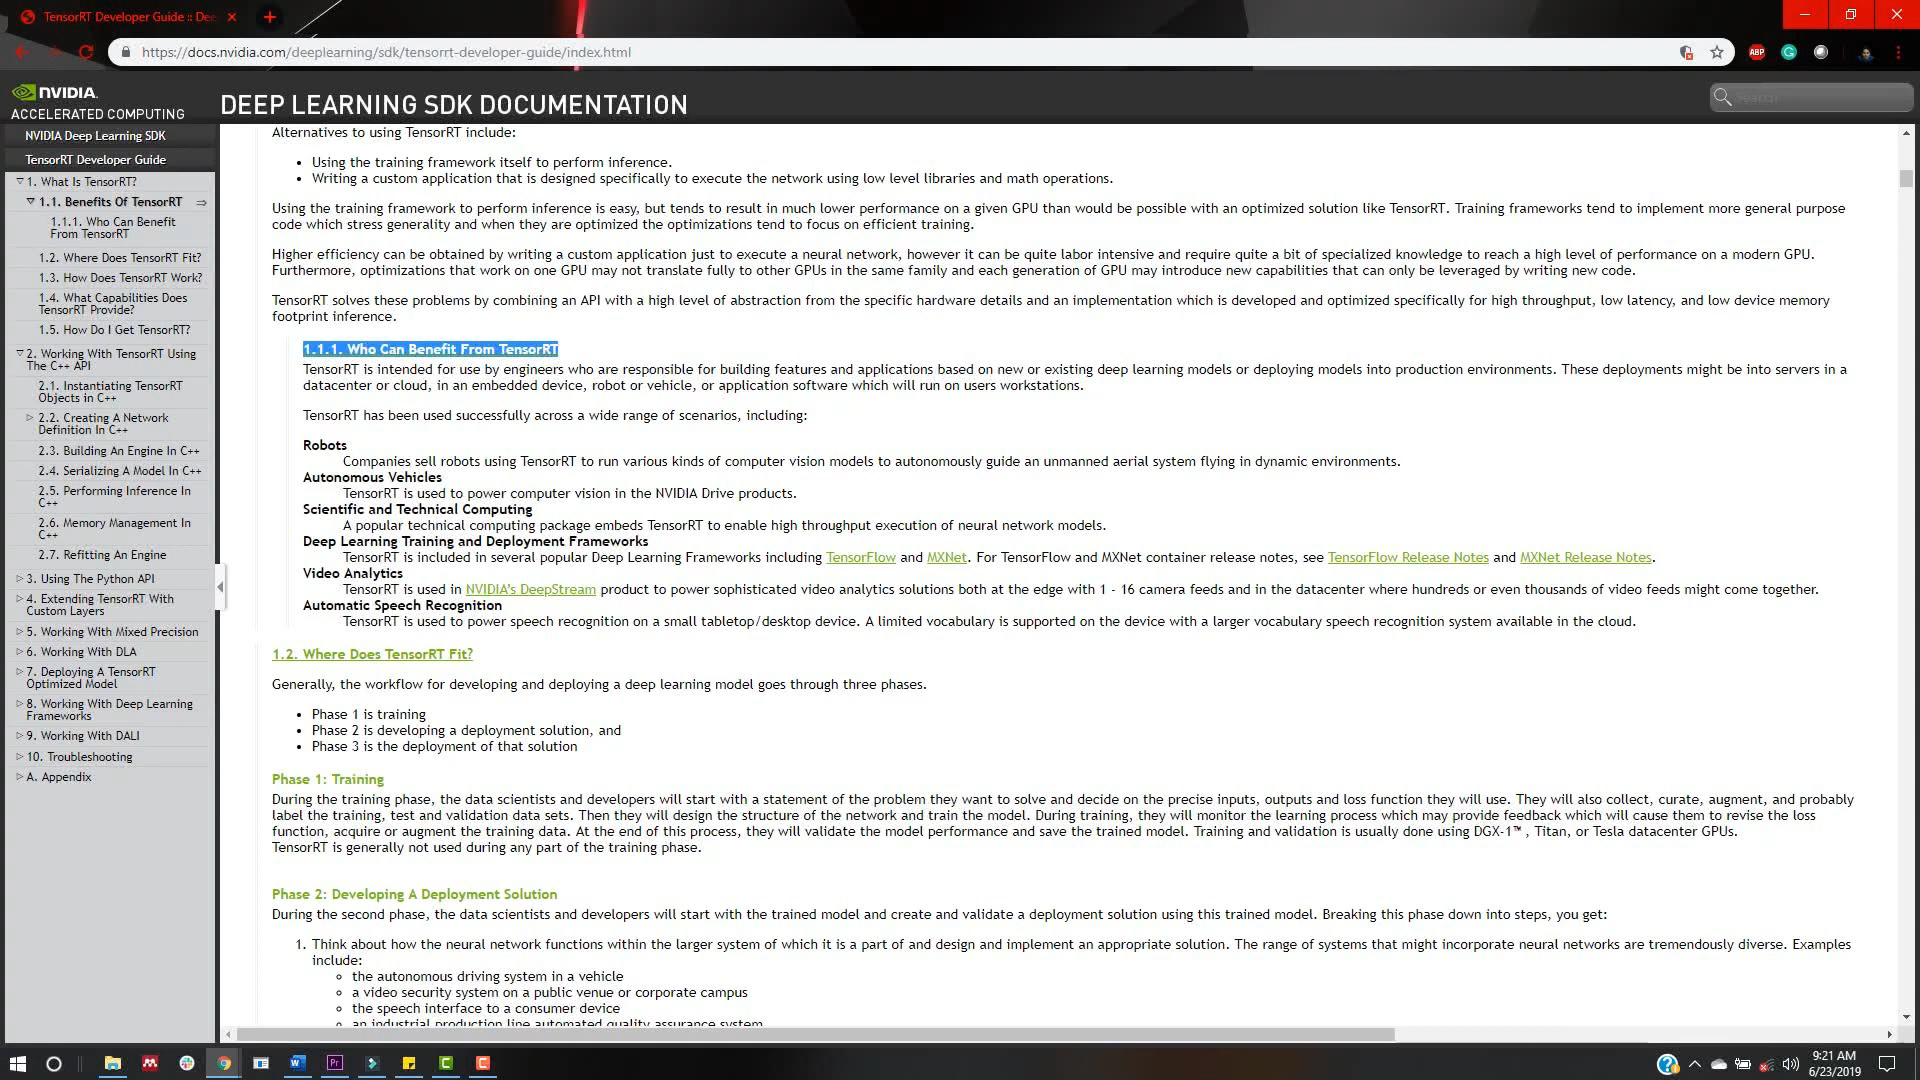 TensorRT Developer Guide :: Dee
https://docs.nvidia.com/deeplearning/sdk/tensorrt-developer-guide/index.html
ABP
NVIDIA.
ACCELERATED COMPUTING
DEEP LEARNING SDK DOCUMENTATION
Search
NVIDIA Deep Learning SDK
TensorRT Developer Guide
1. What Is TensorRT?
1.1. Benefits Of TensorRT
1.1.1. Who Can Benefit
From TensorRT
1.2. Where Does TensorRT Fit?
1.3. How Does TensorRT Work?
1.4. What Capabilities Does
TensorRT Provide?
1.5. How Do I Get TensorRT?
2. Working With TensorRT Using
The C++ API
2.1. Instantiating TensorRT
Objects in C++
2.2. Creating A Network
Definition In C++
2.3. Building An Engine In C++
2.4. Serializing A Model In C++
2.5. Performing Inference In
C++
2.6. Memory Management In
C++
2.7. Refitting An Engine
3. Using The Python API
4. Extending TensorRT With
Custom Layers
5. Working With Mixed Precision
6. Working With DLA
7. Deploying A TensorRT
Optimized Model
8. Working With Deep Learning
Frameworks
9. Working With DALI
10. Troubleshooting
A. Appendix
Alternatives to using TensorRT include:
• Using the training framework itself to perform inference.
• Writing a custom application that is designed specifically to execute the network using low level libraries and math operations.
Using the training framework to perform inference is easy, but tends to result in much lower performance on a given GPU than would be possible with an optimized solution like TensorRT. Training frameworks tend to implement more general purpose
code which stress generality and when they are optimized the optimizations tend to focus on efficient training.
Higher efficiency can be obtained by writing a custom application just to execute a neural network, however it can be quite labor intensive and require quite a bit of specialized knowledge to reach a high level of performance on a modern GPU.
Furthermore, optimizations that work on one GPU may not translate fully to other GPUs in the same family and each generation of GPU may introduce new capabilities that can only be leveraged by writing new code.
TensorRT solves these problems by combining an API with a high level of abstraction from the specific hardware details and an implementation which is developed and optimized specifically for high throughput, low latency, and low device memory
footprint inference.
1.1.1. Who Can Benefit From TensorRT
TensorRT is intended for use by engineers who are responsible for building features and applications based on new or existing deep learning models or deploying models into production environments. These deployments might be into servers in a
datacenter or cloud, in an embedded device, robot or vehicle, or application software which will run on users workstations.
TensorRT has been used successfully across a wide range of scenarios, including:
Robots
Companies sell robots using TensorRT to run various kinds of computer vision models to autonomously guide an unmanned aerial system flying in dynamic environments.
Autonomous Vehicles
TensorRT is used to power computer vision in the NVIDIA Drive products.
Scientific and Technical Computing
A popular technical computing package embeds TensorRT to enable high throughput execution of neural network models.
Deep Learning Training and Deployment Frameworks
TensorRT is included in several popular Deep Learning Frameworks including TensorFlow and MXNet. For TensorFlow and MXNet container release notes, see TensorFlow Release Notes and MXNet Release Notes.
Video Analytics
TensorRT is used in NVIDIA's DeepStream product to power sophisticated video analytics solutions both at the edge with 1 - 16 camera feeds and in the datacenter where hundreds or even thousands of video feeds might come together.
Automatic Speech Recognition
TensorRT is used to power speech recognition on a small tabletop/desktop device. A limited vocabulary is supported on the device with a larger vocabulary speech recognition system available in the cloud.
1.2. Where Does TensorRT Fit?
Generally, the workflow for developing and deploying a deep learning model goes through three phases.
• Phase 1 is training
• Phase 2 is developing a deployment solution, and
• Phase 3 is the deployment of that solution
Phase 1: Training
During the training phase, the data scientists and developers will start with a statement of the problem they want to solve and decide on the precise inputs, outputs and loss function they will use. They will also collect, curate, augment, and probably
label the training, test and validation data sets. Then they will design the structure of the network and train the model. During training, they will monitor the learning process which may provide feedback which will cause them to revise the loss
function, acquire or augment the training data. At the end of this process, they will validate the model performance and save the trained model. Training and validation is usually done using DGX-1™ , Titan, or Tesla datacenter GPUs.
TensorRT is generally not used during any part of the training phase.
Phase 2: Developing A Deployment Solution
During the second phase, the data scientists and developers will start with the trained model and create and validate a deployment solution using this trained model. Breaking this phase down into steps, you get:
1. Think about how the neural network functions within the larger system of which it is a part of and design and implement an appropriate solution. The range of systems that might incorporate neural networks are tremendously diverse. Examples
include:
◦ the autonomous driving system in a vehicle
◦ a video security system on a public venue or corporate campus
◦ the speech interface to a consumer device
◦ an industrial production line automated quality assurance system
Pr
9:21 AM
6/23/2019